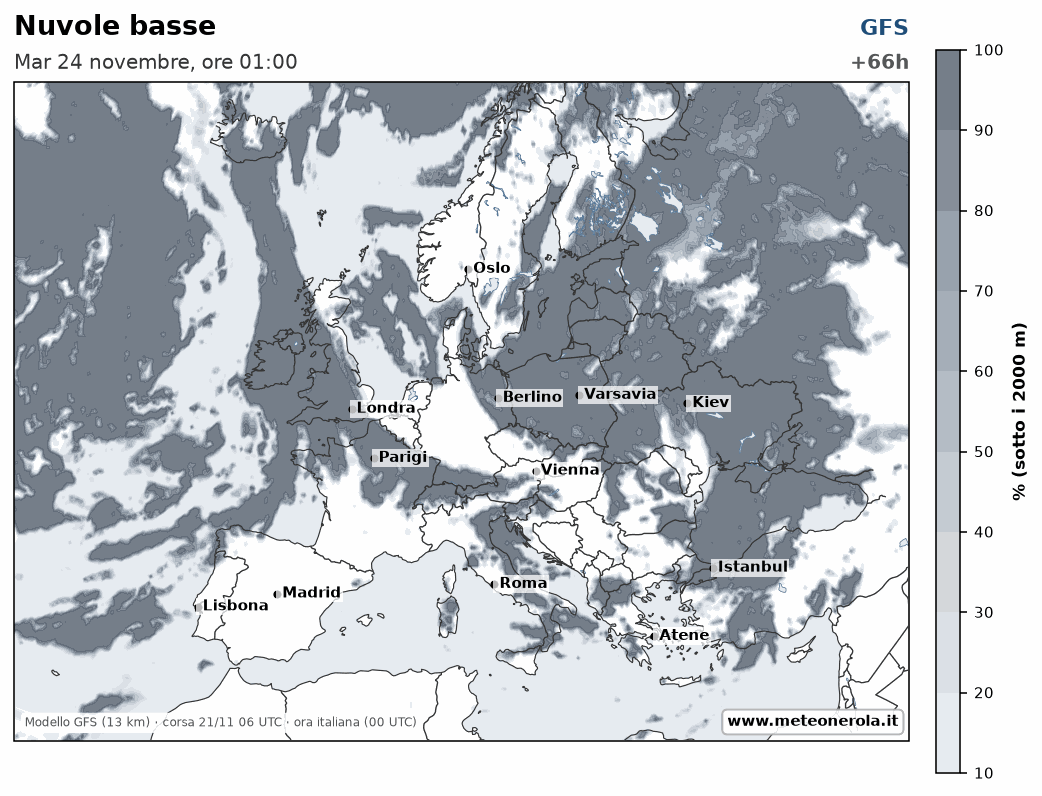 Nuvole basse
GFS
Mar 24 novembre, ore 01:00
+66h
100
90
80
70
60
50
40
30
20
10
% (sotto i 2000 m)
Oslo
Berlino
Varsavia
Kiev
Londra
Parigi
Vienna
Istanbul
Roma
Madrid
Lisbona
Atene
Modello GFS (13 km) · corsa 21/11 06 UTC · ora italiana (00 UTC)
www.meteonerola.it